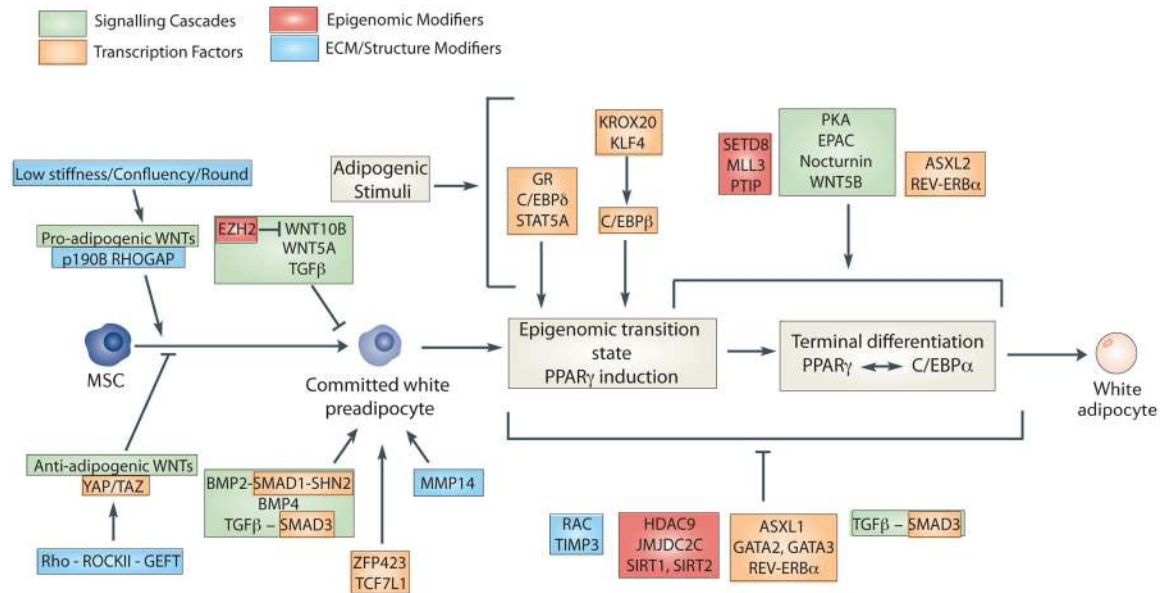 Signalling Cascades
Transcription Factors
Epigenomic Modifiers
ECM/Structure Modifiers
Low stiffness/Confluency/Round
Pro-adipogenic WNTs
p190B RHOGAP
EZH2
WNT10B
WNT5A
TGFβ
Adipogenic
Stimuli
GR
C/EBPδ
STAT5A
KROX20
KLF4
C/EBPβ
SETD8
MLL3
PTIP
PKA
EPAC
Nocturnin
WNT5B
ASXL2
REV-ERBα
MSC
Committed white
preadipocyte
Epigenomic transition
state
PPARγ induction
Terminal differentiation
PPARγ
C/EBPα
White
adipocyte
Anti-adipogenic WNTs
YAP/TAZ
Rho - ROCKII - GEFT
BMP2-SMAD1-SHN2
BMP4
TGFβ – SMAD3
ZFP423
TCF7L1
MMP14
RAC
TIMP3
HDAC9
JMJDC2C
SIRT1, SIRT2
ASXL1
GATA2, GATA3
REV-ERBα
TGFβ – SMAD3